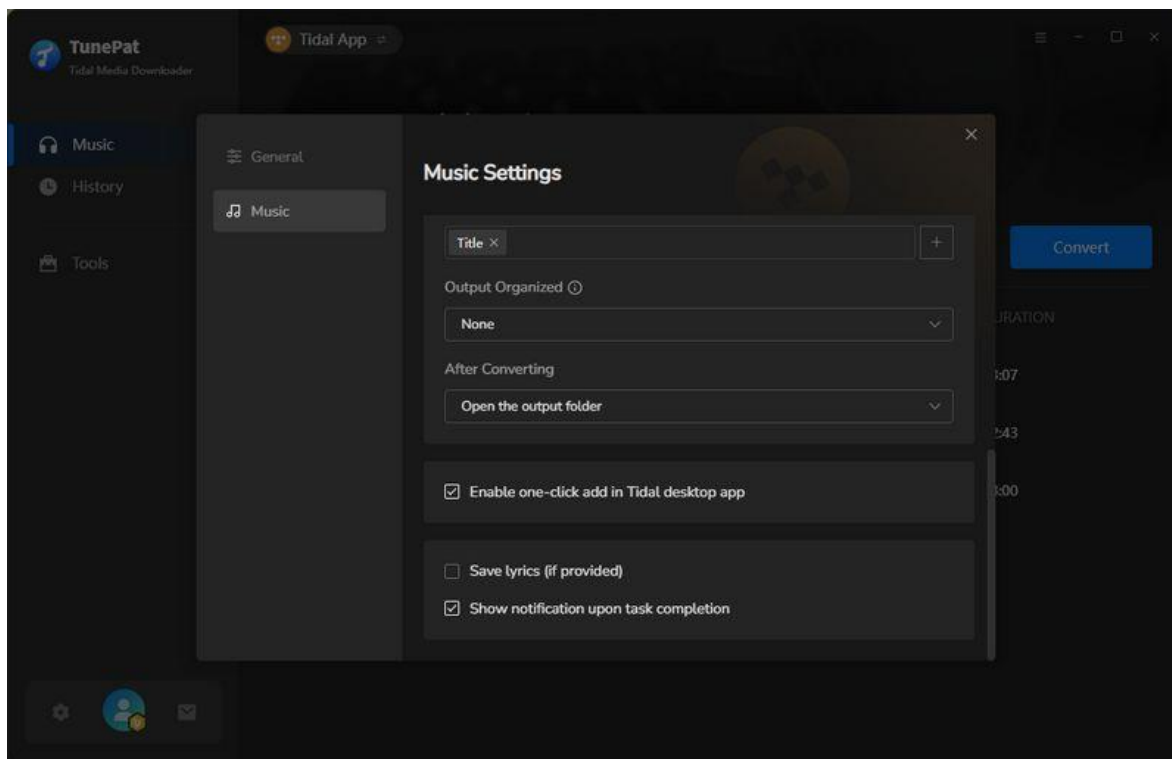 TunePat
Tidal Media Downloader
Tidal App
Music
History
Tools
General
Music
Music Settings
Title
Output Organized
None
After Converting
Open the output folder
Enable one-click add in Tidal desktop app
Save lyrics (if provided)
Show notification upon task completion
Convert
URATION
:07
:43
:00